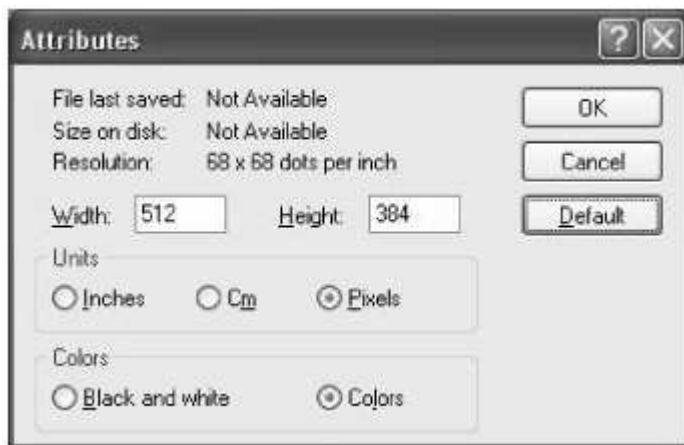 Attributes
File last saved: Not Available
Size on disk: Not Available
Resolution: 68 x 68 dots per inch
OK
Cancel
Default
Width: 512 Height: 384
Units
Inches Cm Pixels
Colors
Black and white Colors